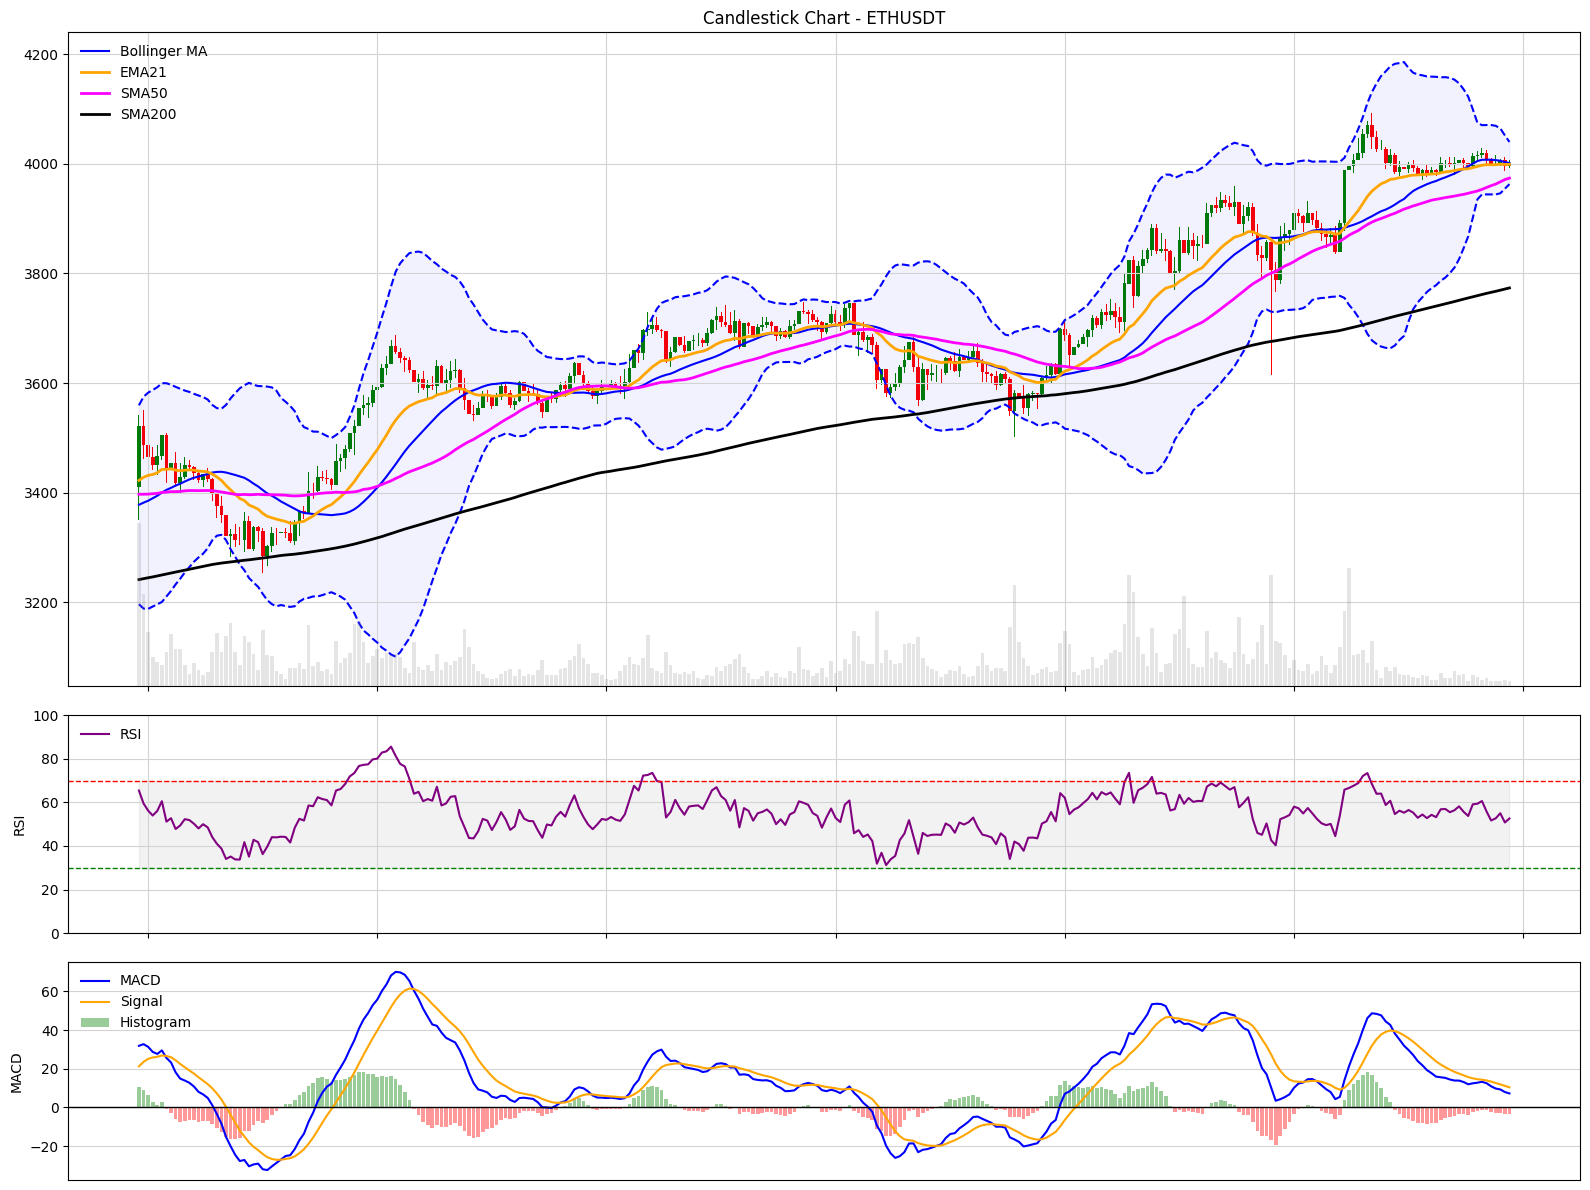 Candlestick Chart - ETHUSDT
Bollinger MA
EMA21
SMA50
SMA200
4200
4000
3800
3600
3400
3200
RSI
100
80
60
40
20
0
RSI
MACD
Signal
Histogram
60
40
20
0
−20
MACD